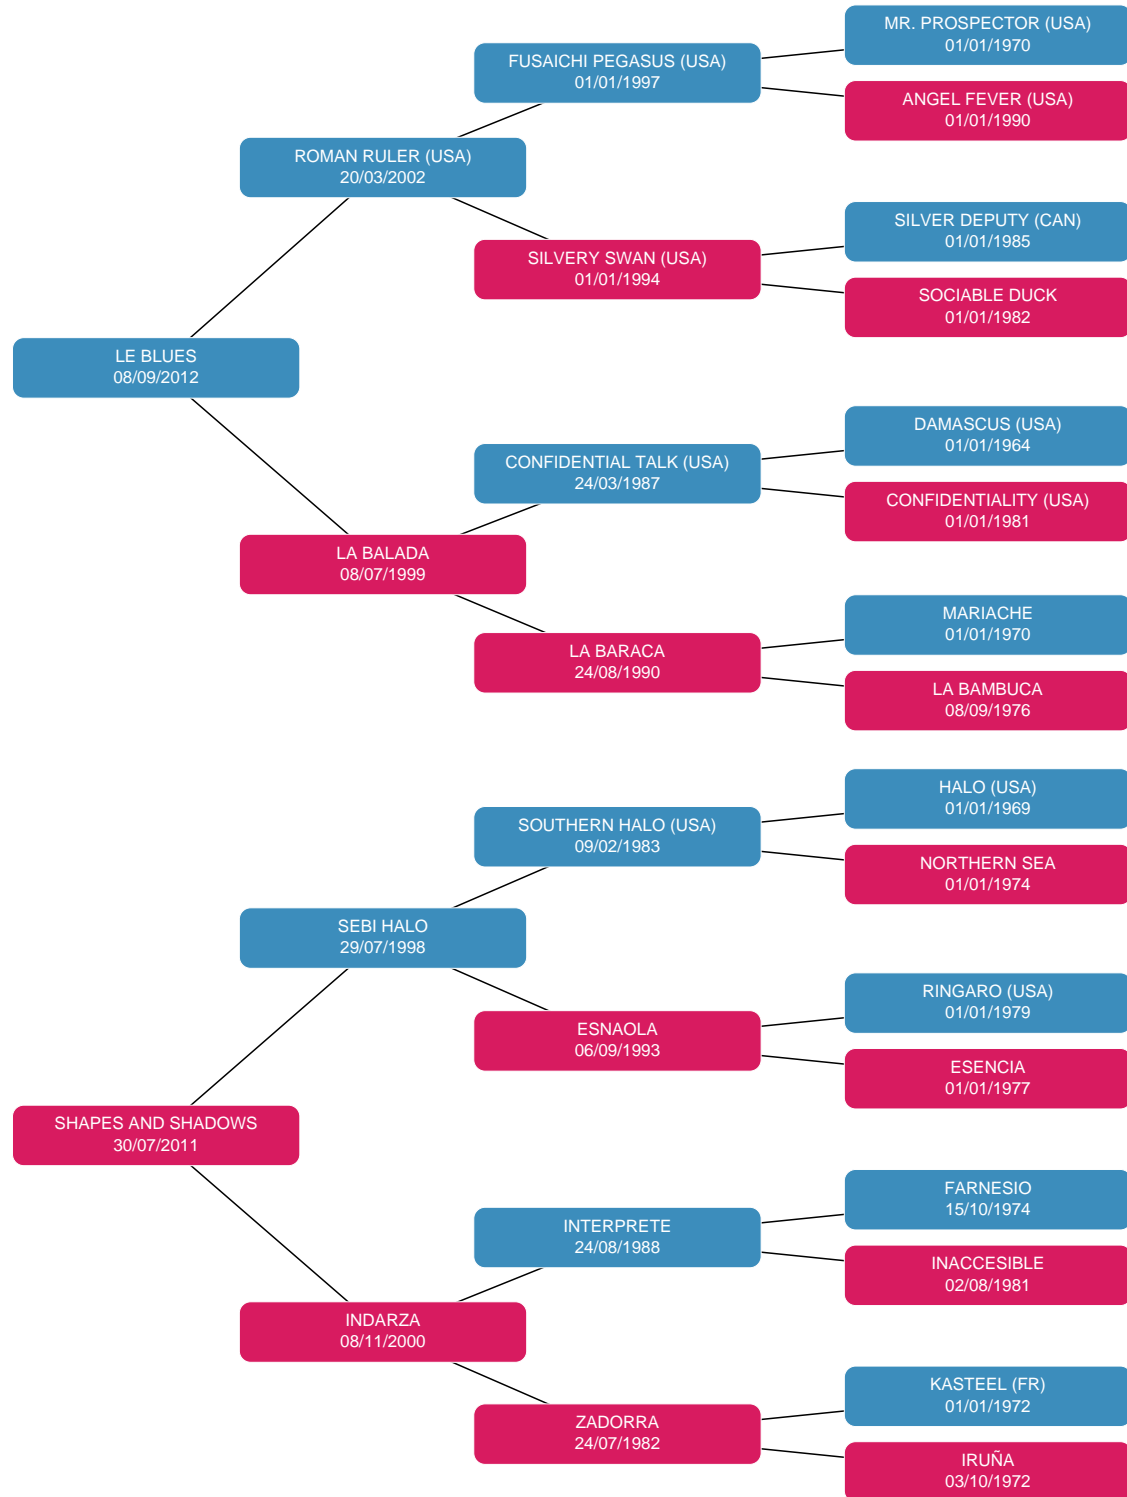 MR. PROSPECTOR (USA)
01/01/1970
FUSAICHI PEGASUS (USA)
01/01/1997
ANGEL FEVER (USA)
01/01/1990
ROMAN RULER (USA)
20/03/2002
SILVER DEPUTY (CAN)
01/01/1985
SILVERY SWAN (USA)
01/01/1994
SOCIABLE DUCK
01/01/1982
LE BLUES
08/09/2012
DAMASCUS (USA)
01/01/1964
CONFIDENTIAL TALK (USA)
24/03/1987
CONFIDENTIALITY (USA)
01/01/1981
LA BALADA
08/07/1999
MARIACHE
01/01/1970
LA BARACA
24/08/1990
LA BAMBUCA
08/09/1976
HALO (USA)
01/01/1969
SOUTHERN HALO (USA)
09/02/1983
NORTHERN SEA
01/01/1974
SEBI HALO
29/07/1998
RINGARO (USA)
01/01/1979
ESNAOLA
06/09/1993
ESENCIA
01/01/1977
SHAPES AND SHADOWS
30/07/2011
FARNESIO
15/10/1974
INTERPRETE
24/08/1988
INACCESIBLE
02/08/1981
INDARZA
08/11/2000
KASTEEL (FR)
01/01/1972
ZADORRA
24/07/1982
IRUÑA
03/10/1972